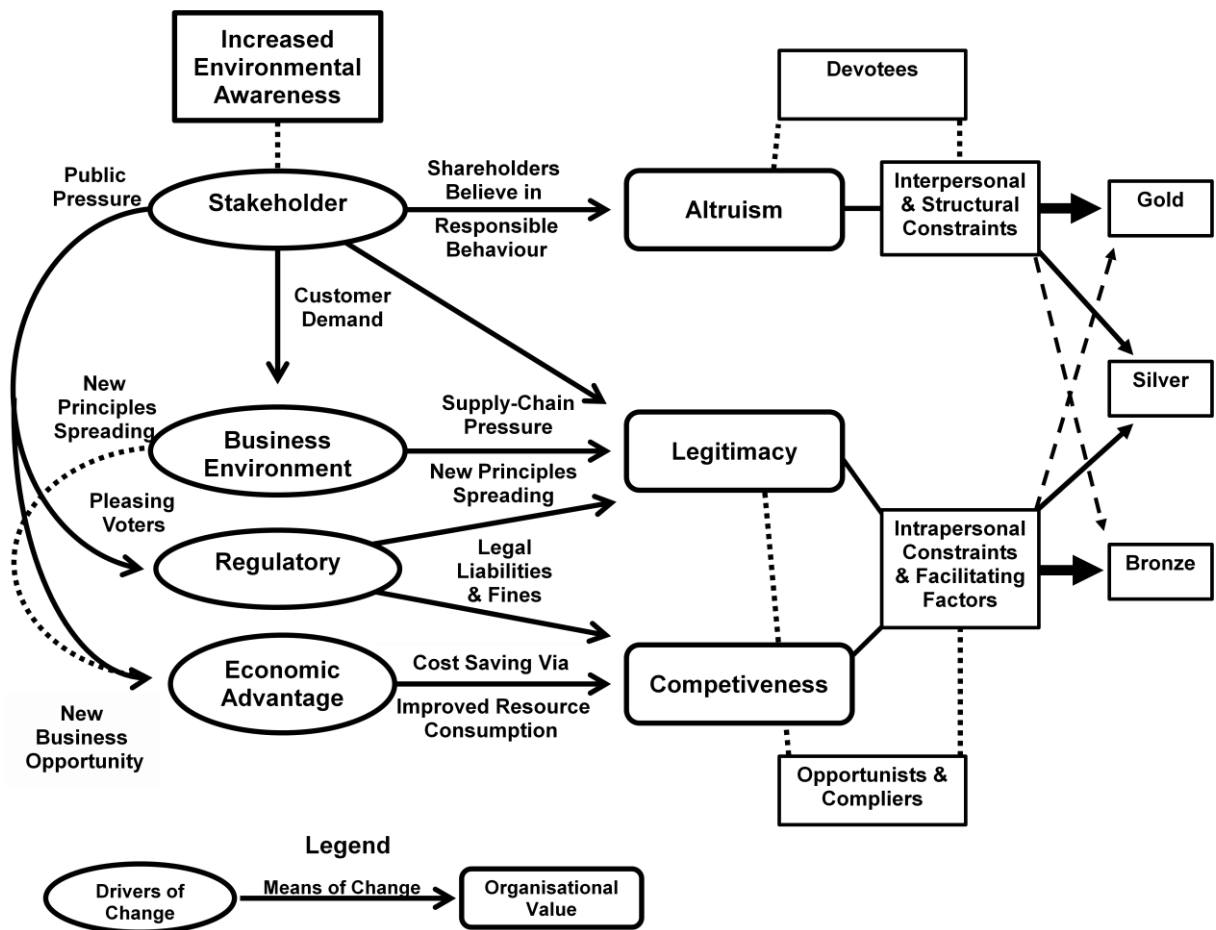 Increased
Environmental
Awareness
Devotees
Public
Pressure
Stakeholder
Shareholders
Believe in
Responsible
Behaviour
Altruism
Interpersonal
& Structural
Constraints
Gold
Customer
Demand
New
Principles
Spreading
Business
Environment
Supply-Chain
Pressure
New Principles
Spreading
Legitimacy
Silver
Pleasing
Voters
Regulatory
Legal
Liabilities
& Fines
Intrapersonal
Constraints
& Facilitating
Factors
Bronze
Economic
Advantage
Cost Saving Via
Improved Resource
Consumption
Competiveness
New
Business
Opportunity
Opportunists &
Compliers
Legend
Drivers of
Change
Means of Change
Organisational
Value